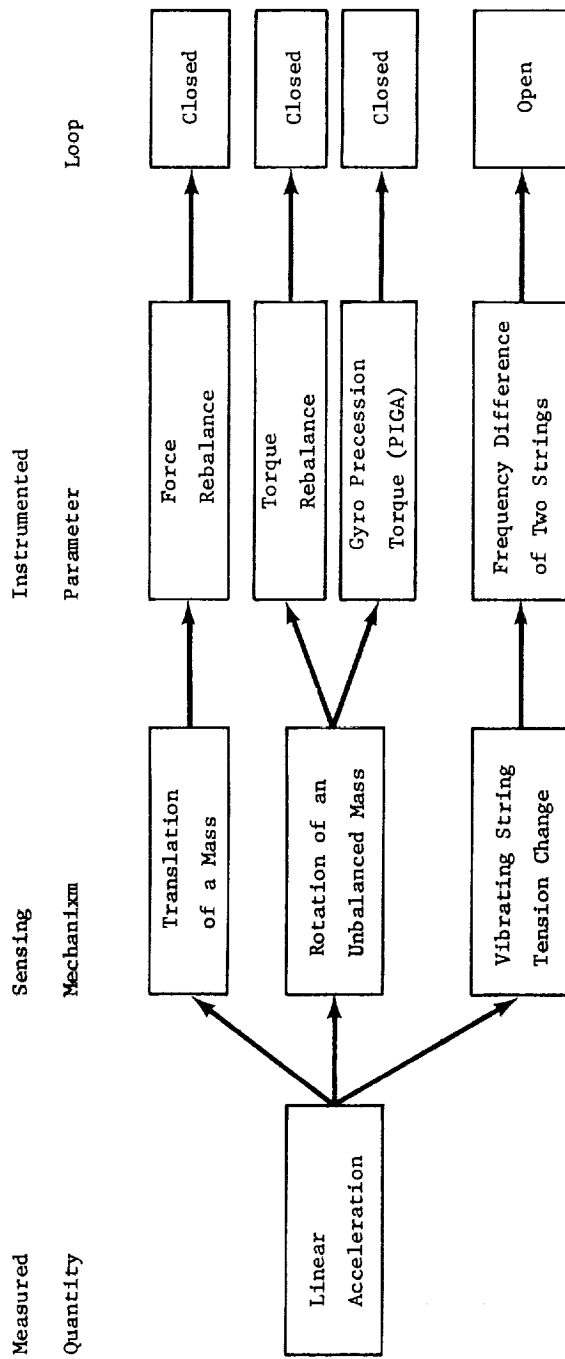 Measured
Quantity
Sensing
Mechanixm
Instrumented
Parameter
Loop
Linear
Acceleration
Translation
of a Mass
Force
Rebalance
Closed
Rotation of an
Unbalanced Mass
Torque
Rebalance
Closed
Gyro Precession
Torque (PIGA)
Closed
Vibrating String
Tension Change
Frequency Difference
of Two Strings
Open